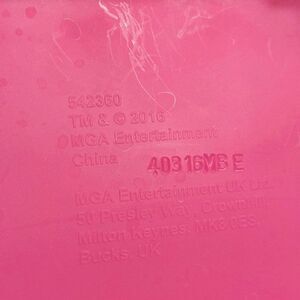 542360
TM & © 2016
MGA Entertainment
China
40316MB E
MGA Entertainment UK Ltd.
50 Presley Way, Crownhill
Milton Keynes, MK8 0ES
Bucks. UK